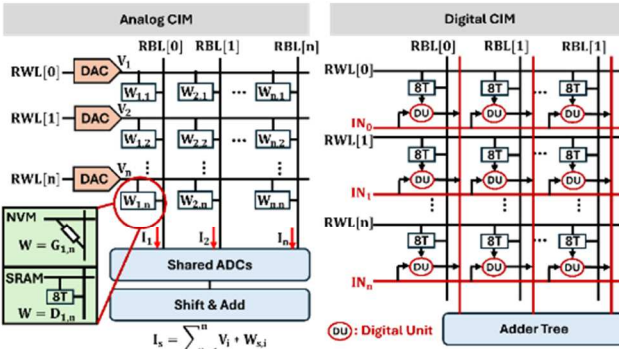 Analog CIM
RBL[0] RBL[1] RBL[n]
RWL[0] DAC V1
W1,1 W2,1 ... Wn,1
RWL[1] DAC V2
W1,2 W2,2 ... Wn,2
RWL[n] DAC Vn
W1,n W2,n Wn,n
NVM
W = G1,n
SRAM
8T
W = D1,n
I1 I2 In
Shared ADCs
Shift & Add
Is = ∑ n Vi * Ws,i
Digital CIM
RBL[0] RBL[1] RBL[1]
RWL[0]
8T 8T ... 8T
DU DU DU
IN0
RWL[1]
8T 8T 8T
DU DU DU
IN1
RWL[n]
8T 8T ... 8T
DU DU DU
INn
DU : Digital Unit
Adder Tree